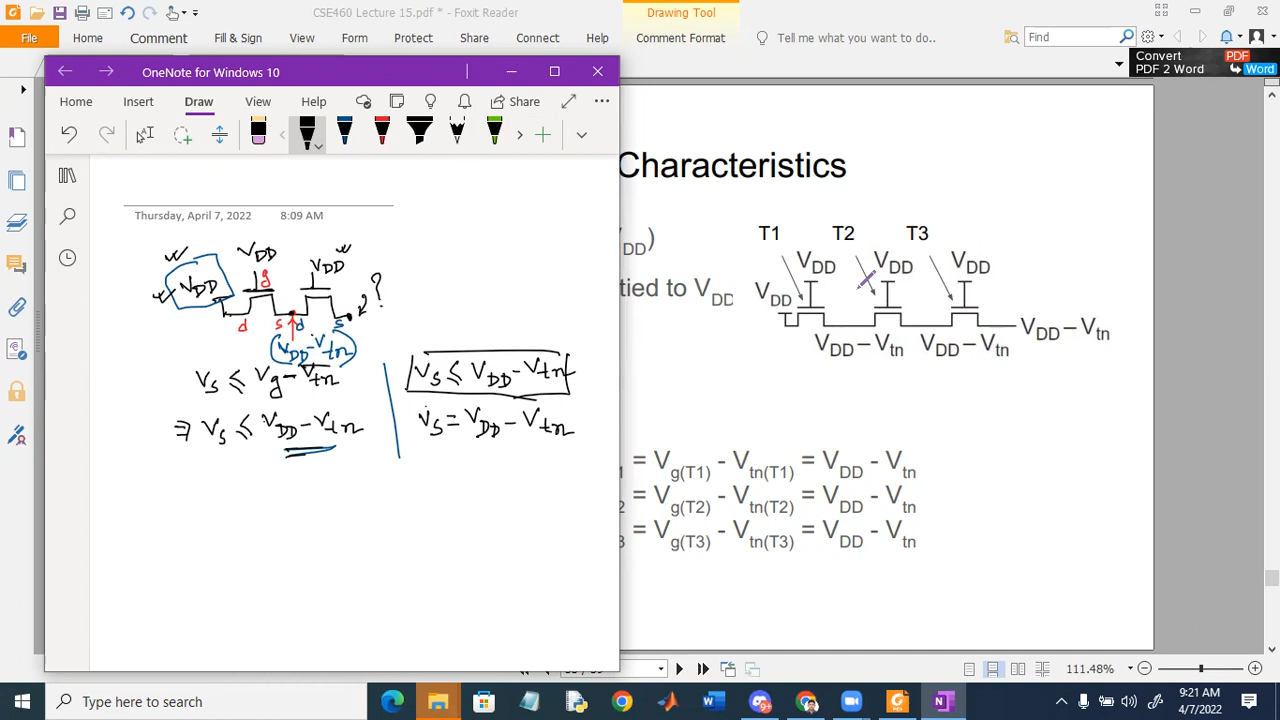 CSE460 Lecture 15.pdf * - Foxit Reader
Drawing Tool
File Home Comment Fill & Sign View Form Protect Share Connect Help Comment Format Tell me what you want to do... Find
Convert PDF
PDF 2 Word Word
OneNote for Windows 10
Home Insert Draw View Help Share
Thursday, April 7, 2022 8:09 AM
VDD
VDD
VDD
g
?
d s d s
VDD - Vtn
Vs ≤ Vg - Vtn
⇒ Vs ≤ VDD - Vtn
Vs ≤ VDD - Vtn
Vs = VDD - Vtn
Characteristics
DD)
tied to VDD
T1 T2 T3
VDD VDD VDD
VDD
VDD – Vtn VDD – Vtn
VDD – Vtn
1 = Vg(T1) - Vtn(T1) = VDD - Vtn
2 = Vg(T2) - Vtn(T2) = VDD - Vtn
3 = Vg(T3) - Vtn(T3) = VDD - Vtn
111.48%
Type here to search
9:21 AM
4/7/2022